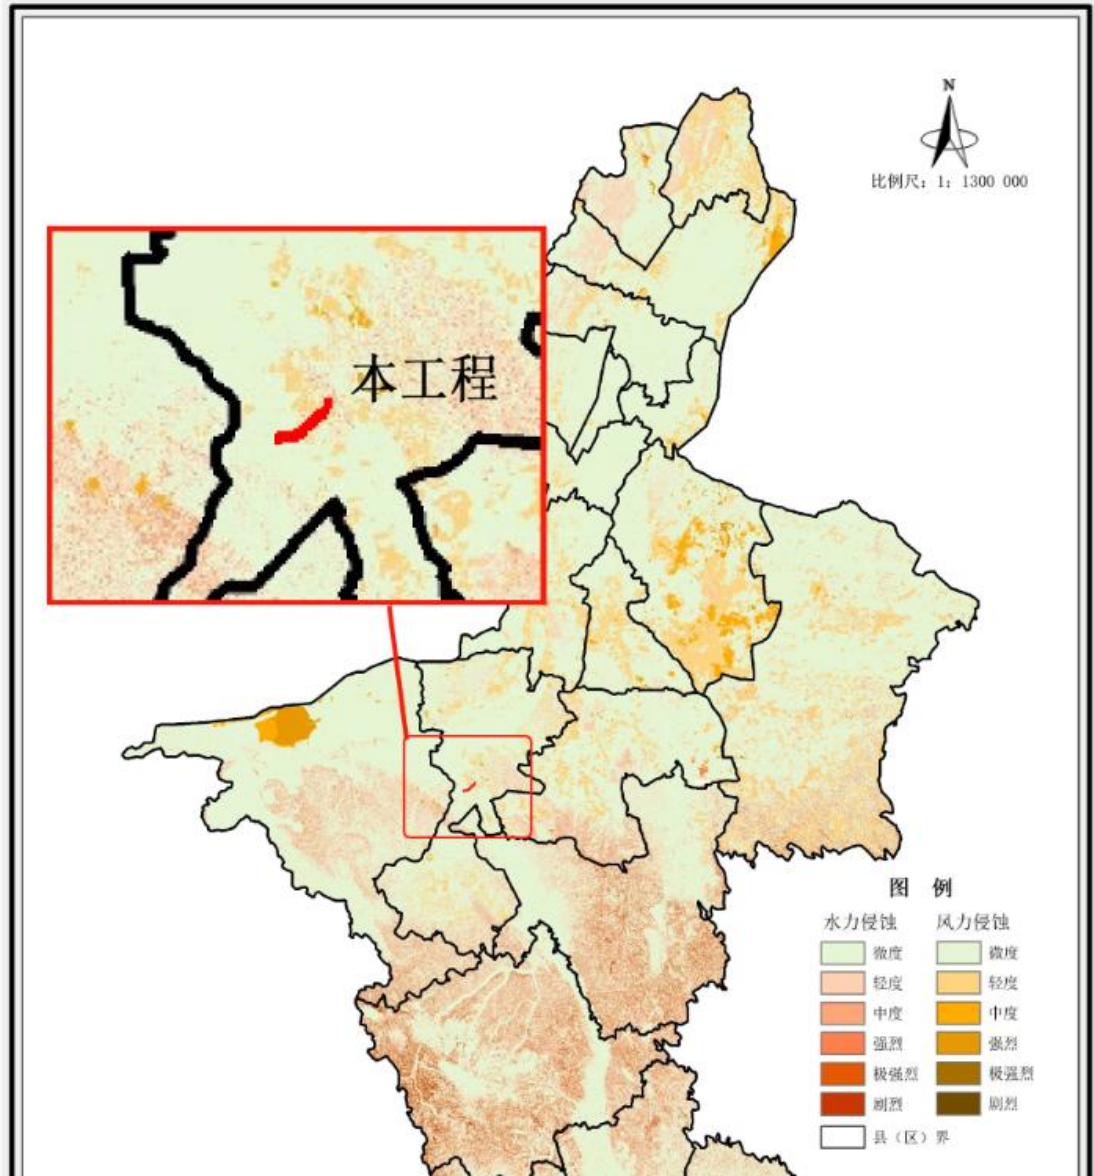 N
比例尺：1：1300 000
本工程
图 例
水力侵蚀 风力侵蚀
微度 微度
轻度 轻度
中度 中度
强烈 强烈
极强烈 极强烈
剧烈 剧烈
县（区）界